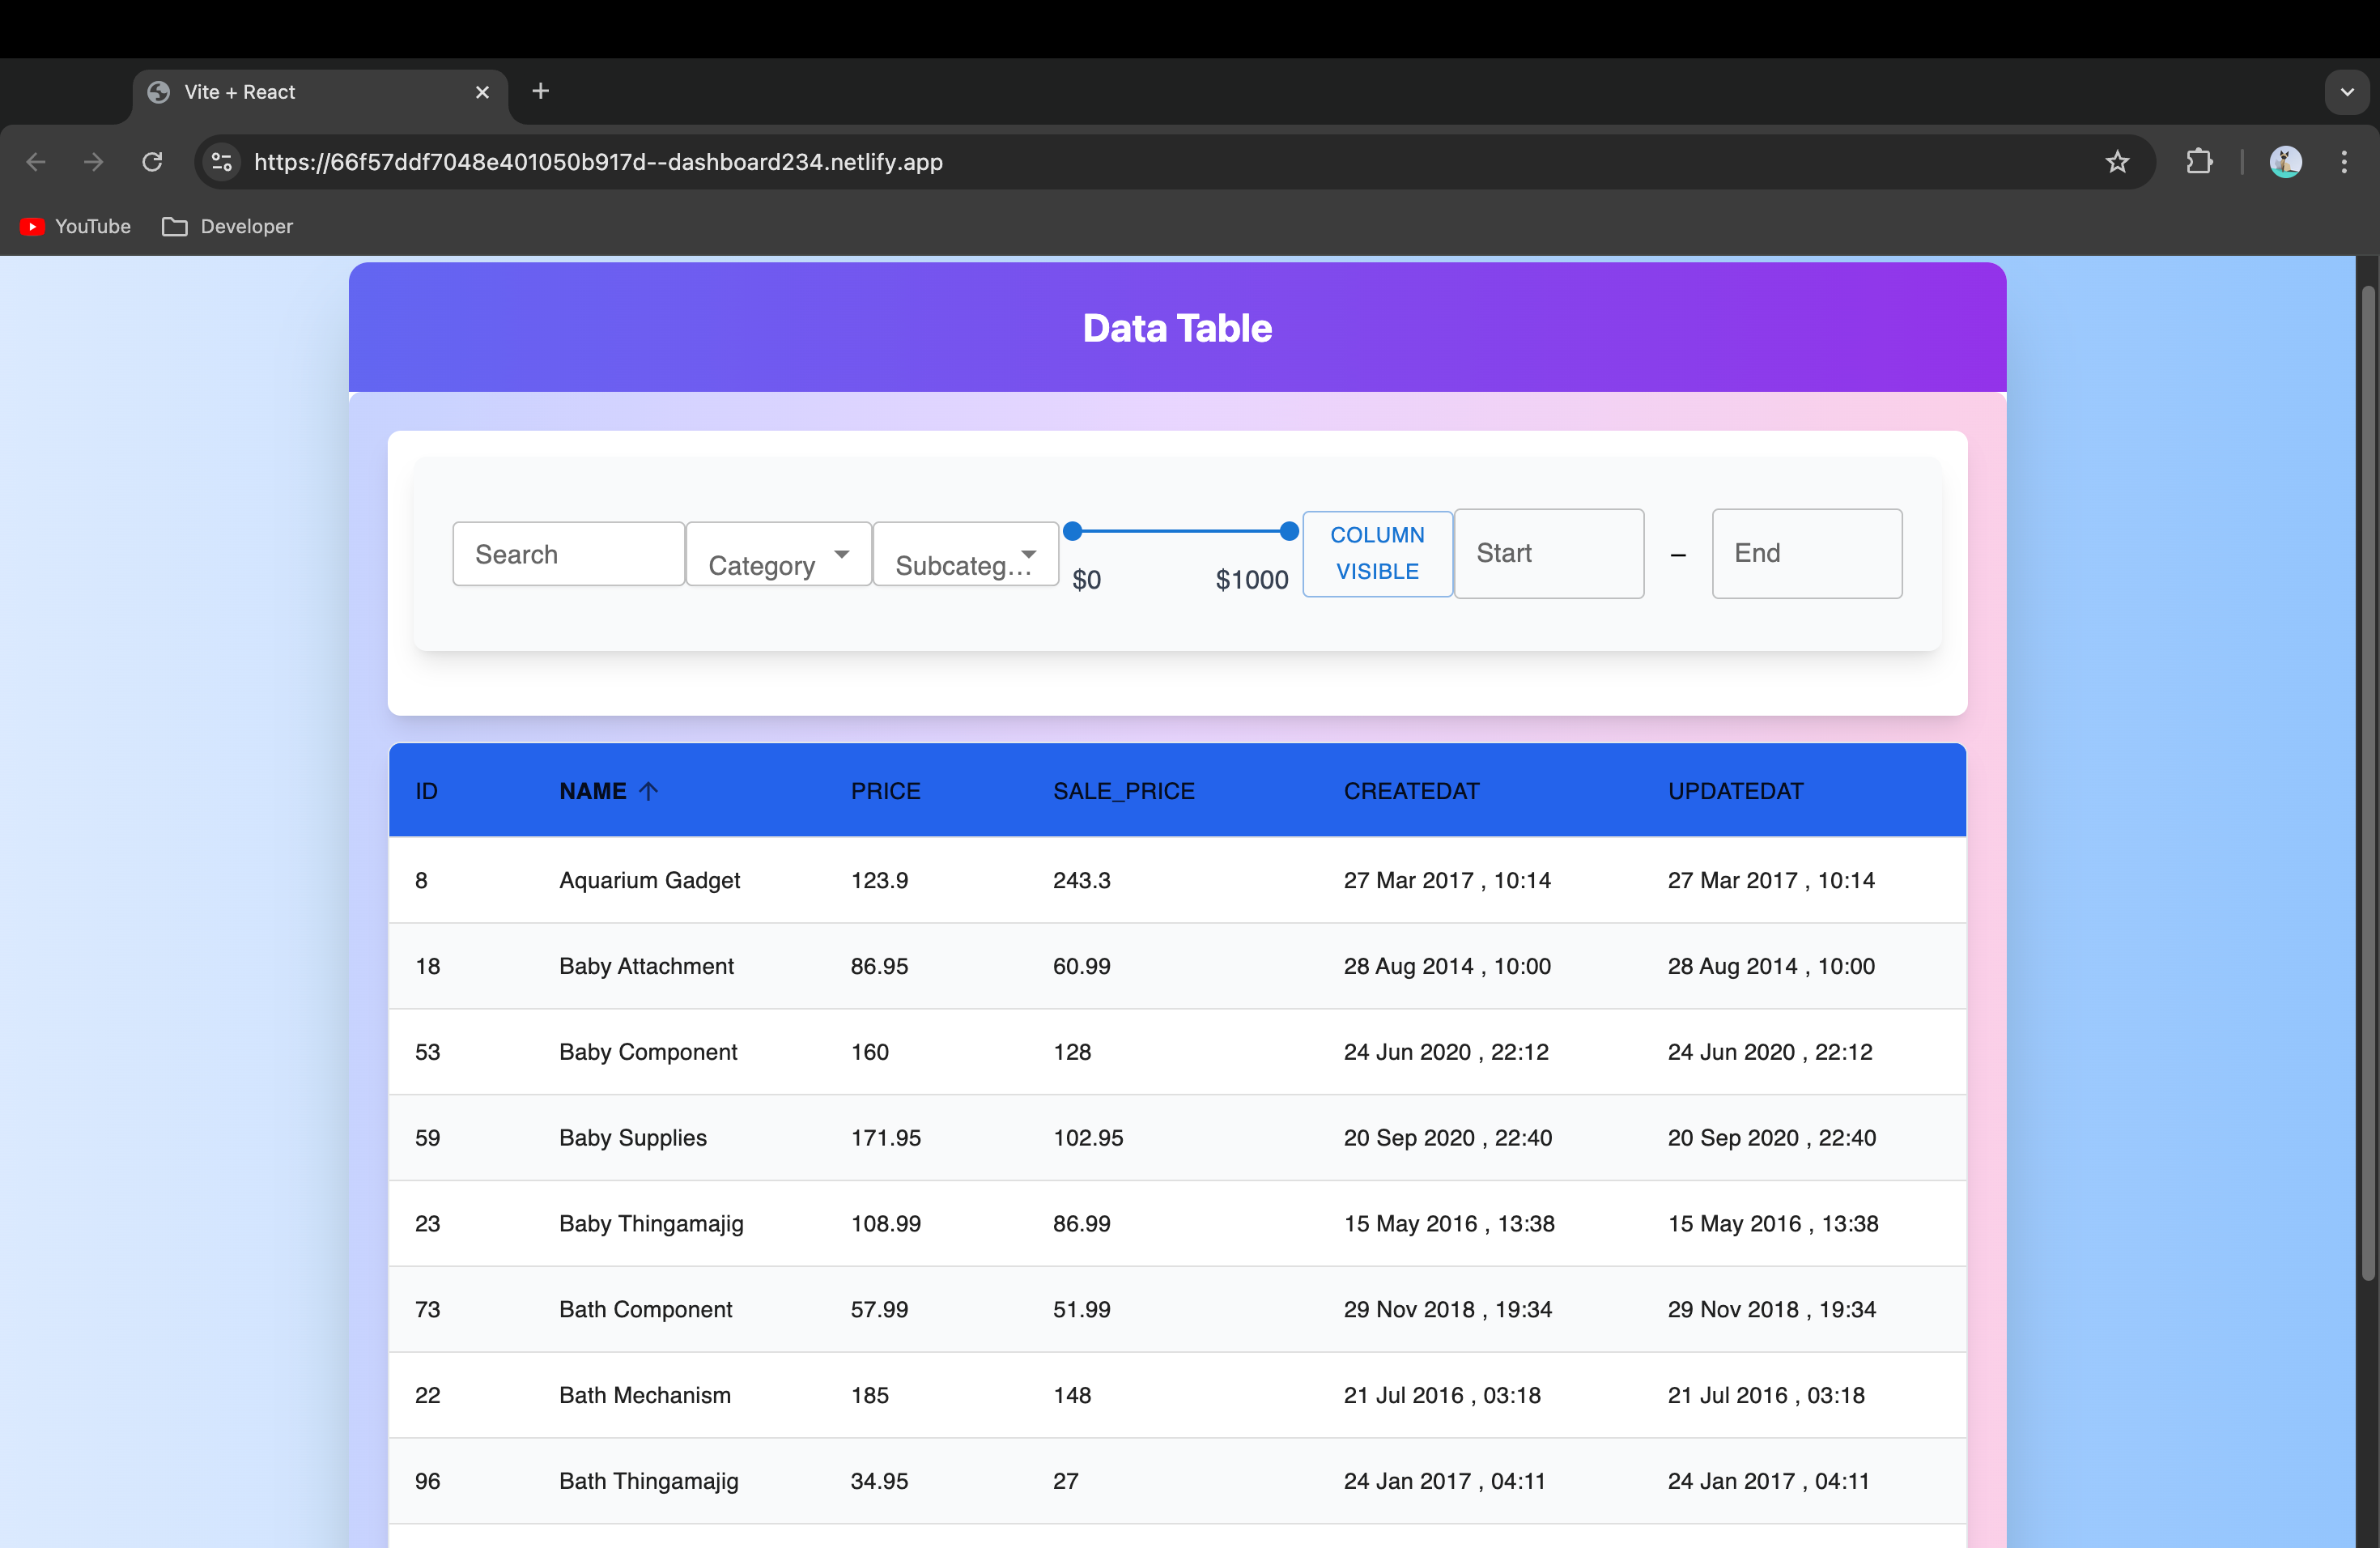 Vite + React
https://66f57ddf7048e401050b917d--dashboard234.netlify.app
YouTube Developer
Data Table
Search Category Subcateg... $0 $1000 COLUMN VISIBLE Start – End
ID NAME PRICE SALE_PRICE CREATEDAT UPDATEDAT
8 Aquarium Gadget 123.9 243.3 27 Mar 2017 , 10:14 27 Mar 2017 , 10:14
18 Baby Attachment 86.95 60.99 28 Aug 2014 , 10:00 28 Aug 2014 , 10:00
53 Baby Component 160 128 24 Jun 2020 , 22:12 24 Jun 2020 , 22:12
59 Baby Supplies 171.95 102.95 20 Sep 2020 , 22:40 20 Sep 2020 , 22:40
23 Baby Thingamajig 108.99 86.99 15 May 2016 , 13:38 15 May 2016 , 13:38
73 Bath Component 57.99 51.99 29 Nov 2018 , 19:34 29 Nov 2018 , 19:34
22 Bath Mechanism 185 148 21 Jul 2016 , 03:18 21 Jul 2016 , 03:18
96 Bath Thingamajig 34.95 27 24 Jan 2017 , 04:11 24 Jan 2017 , 04:11